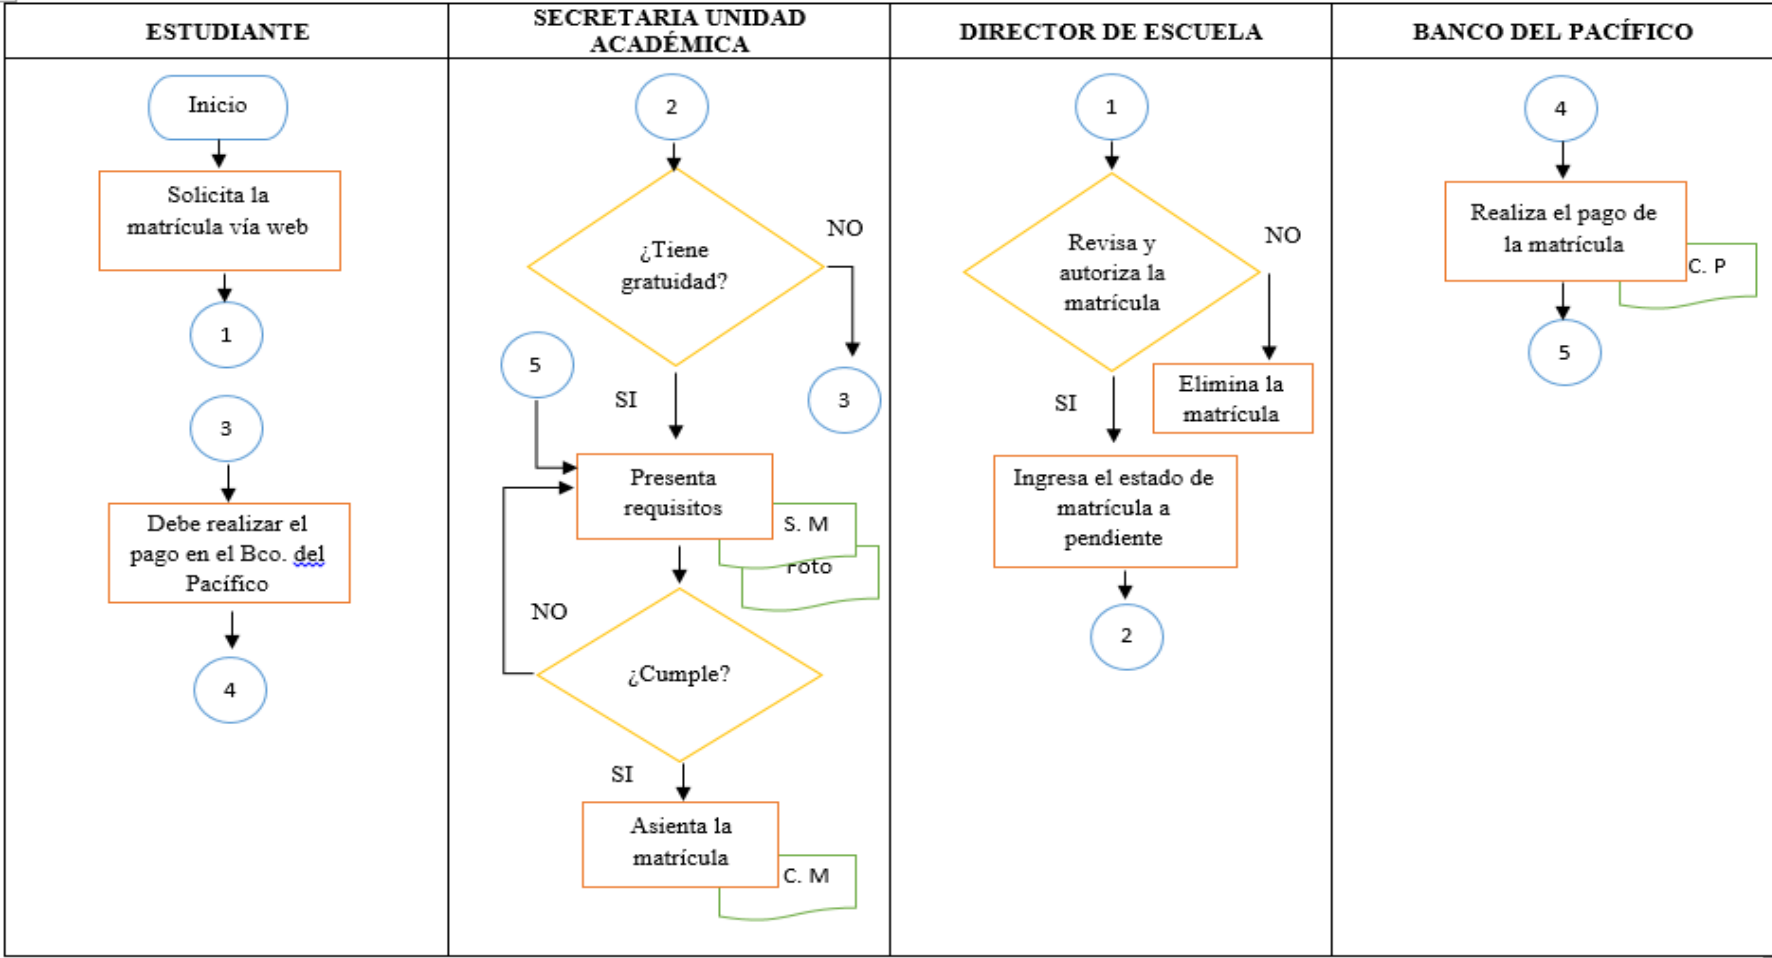 ESTUDIANTE
SECRETARIA UNIDAD
ACADÉMICA
DIRECTOR DE ESCUELA
BANCO DEL PACÍFICO
Inicio
Solicita la
matrícula vía web
1
3
Debe realizar el
pago en el Bco. del
Pacífico
4
2
¿Tiene
gratuidad?
NO
3
5
SI
Presenta
requisitos
S. M
Foto
NO
¿Cumple?
SI
Asienta la
matrícula
C. M
1
Revisa y
autoriza la
matrícula
NO
Elimina la
matrícula
SI
Ingresa el estado de
matrícula a
pendiente
2
4
Realiza el pago de
la matrícula
C. P
5